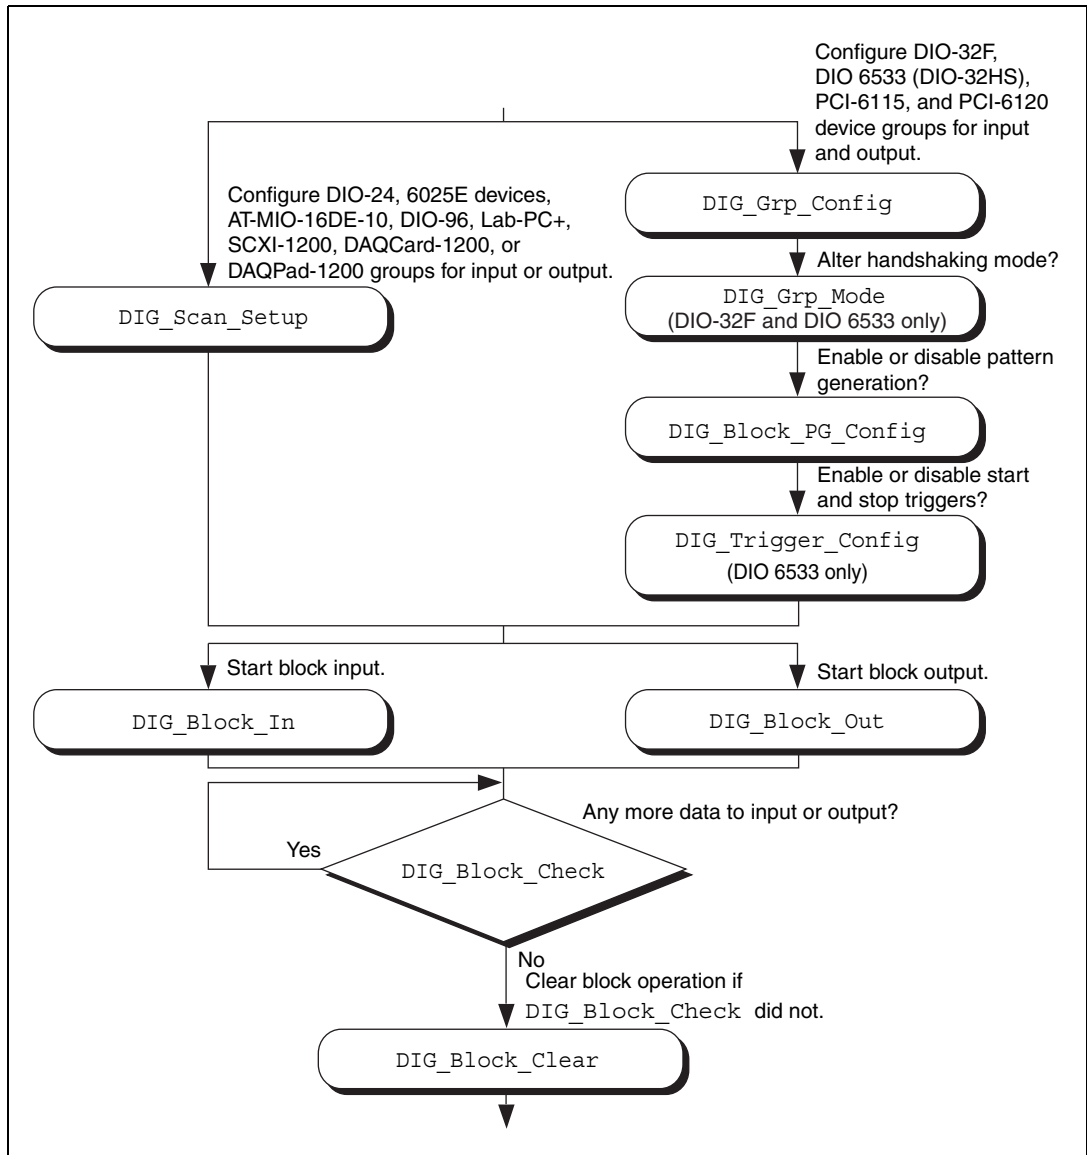 Configure DIO-32F,
DIO 6533 (DIO-32HS),
PCI-6115, and PCI-6120
device groups for input
and output.
Configure DIO-24, 6025E devices,
AT-MIO-16DE-10, DIO-96, Lab-PC+,
SCXI-1200, DAQCard-1200, or
DAQPad-1200 groups for input or output.
DIG_Scan_Setup
DIG_Grp_Config
Alter handshaking mode?
DIG_Grp_Mode
(DIO-32F and DIO 6533 only)
Enable or disable pattern
generation?
DIG_Block_PG_Config
Enable or disable start
and stop triggers?
DIG_Trigger_Config
(DIO 6533 only)
Start block input.
DIG_Block_In
Start block output.
DIG_Block_Out
Any more data to input or output?
Yes
DIG_Block_Check
No
Clear block operation if
DIG_Block_Check did not.
DIG_Block_Clear